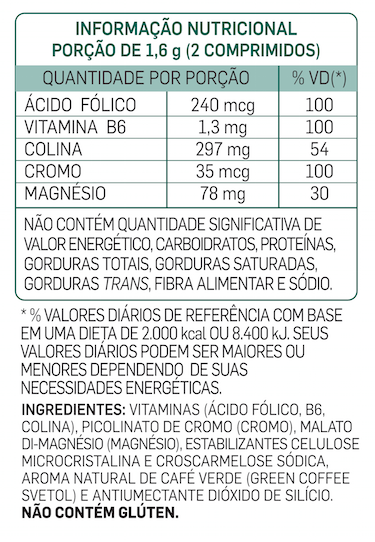 INFORMAÇÃO NUTRICIONAL
PORÇÃO DE 1,6 g (2 COMPRIMIDOS)
QUANTIDADE POR PORÇÃO % VD(*)
ÁCIDO FÓLICO 240 mcg 100
VITAMINA B6 1,3 mg 100
COLINA 297 mg 54
CROMO 35 mcg 100
MAGNÉSIO 78 mg 30
NÃO CONTÉM QUANTIDADE SIGNIFICATIVA DE
VALOR ENERGÉTICO, CARBOIDRATOS, PROTEÍNAS,
GORDURAS TOTAIS, GORDURAS SATURADAS,
GORDURAS TRANS, FIBRA ALIMENTAR E SÓDIO.
* % VALORES DIÁRIOS DE REFERÊNCIA COM BASE
EM UMA DIETA DE 2.000 kcal OU 8.400 kJ. SEUS
VALORES DIÁRIOS PODEM SER MAIORES OU
MENORES DEPENDENDO DE SUAS
NECESSIDADES ENERGÉTICAS.
INGREDIENTES: VITAMINAS (ÁCIDO FÓLICO, B6,
COLINA), PICOLINATO DE CROMO (CROMO), MALATO
DI-MAGNÉSIO (MAGNÉSIO), ESTABILIZANTES CELULOSE
MICROCRISTALINA E CROSCARMELOSE SÓDICA,
AROMA NATURAL DE CAFÉ VERDE (GREEN COFFEE
SVETOL) E ANTIUMECTANTE DIÓXIDO DE SILÍCIO.
NÃO CONTÉM GLÚTEN.